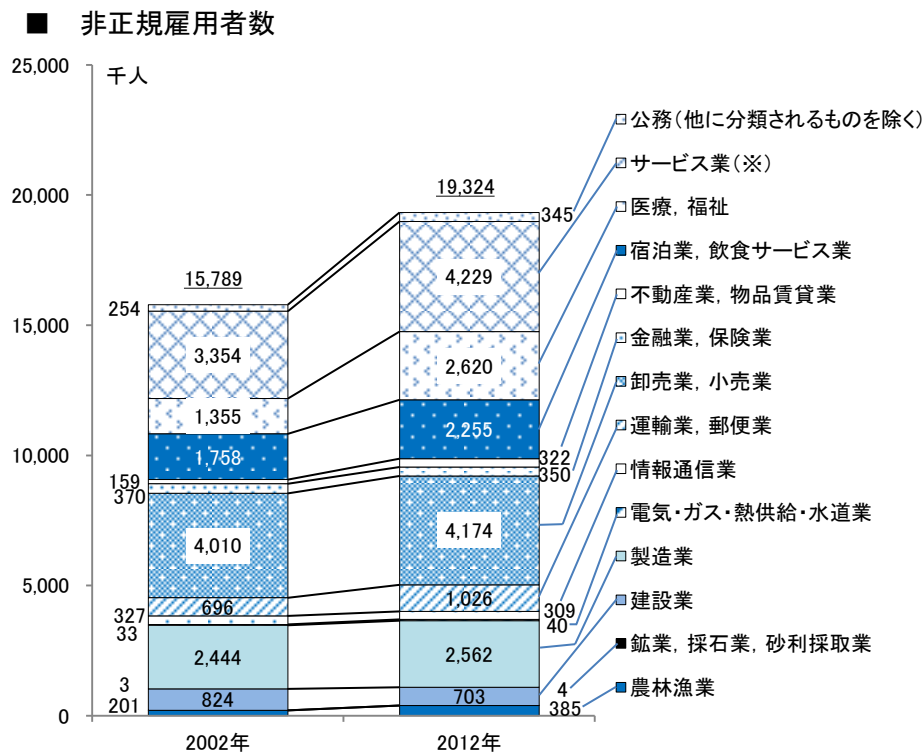 ■ 非正規雇用者数
25,000
千人
20,000
15,000
10,000
5,000
0
15,789
254
3,354
1,355
1,758
159
370
4,010
696
327
33
2,444
3
824
201
2002年
19,324
345
4,229
2,620
2,255
322
350
4,174
1,026
309
40
2,562
4
703
385
2012年
公務(他に分類されるものを除く)
サービス業(※)
医療, 福祉
宿泊業, 飲食サービス業
不動産業, 物品賃貸業
金融業, 保険業
卸売業, 小売業
運輸業, 郵便業
情報通信業
電気・ガス・熱供給・水道業
製造業
建設業
鉱業, 採石業, 砂利採取業
農林漁業